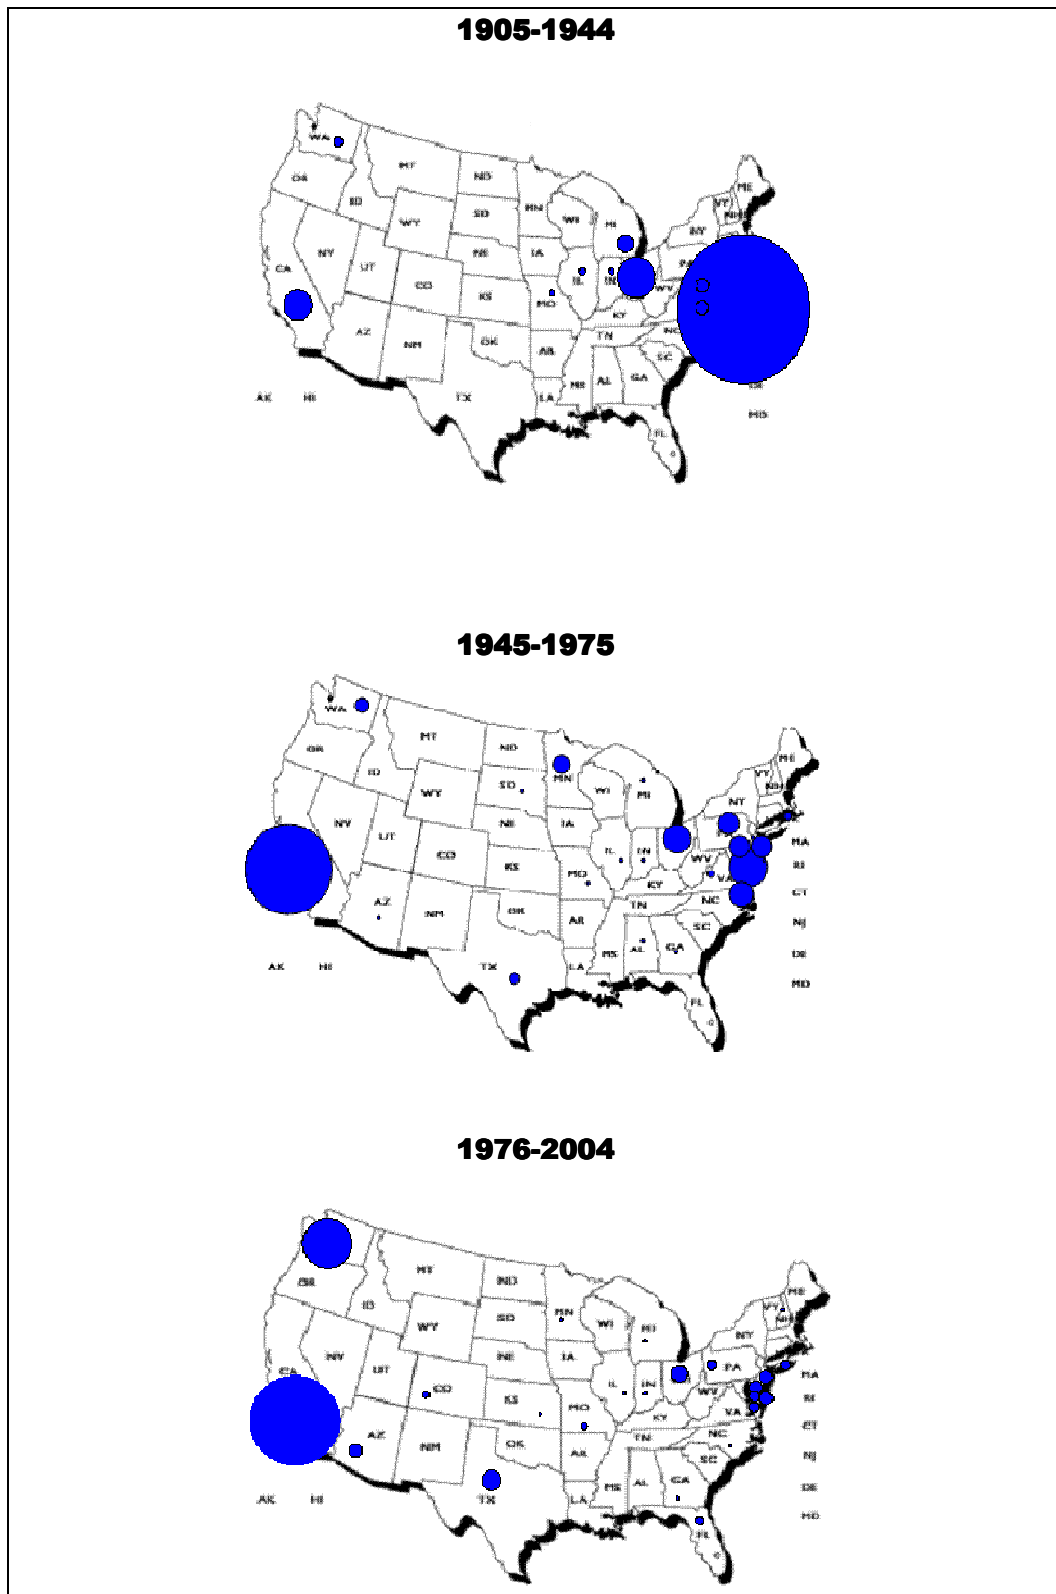 1905-1944
WA
MT
ME
ND
VT
OR
MN
ID
SD
WI
MI
WY
NY
NV
NE
IA
CA
UT
IL
IN
WV
CO
KS
MO
KY
AZ
NC
TN
OK
NM
AR
SC
MS
AL
GA
AK
HI
TX
LA
DE
MD
FL
1945-1975
WA
MT
ME
OR
ND
VT
ID
SD
MN
NH
WY
WI
MI
NY
NV
UT
NE
IA
MA
CO
IL
IN
WV
KS
RI
MO
KY
VA
AZ
NM
OK
TN
NC
CT
AR
SC
NJ
MS
AL
GA
AK
HI
TX
LA
DE
MD
FL
1976-2004
MT
ME
OR
ND
VT
ID
SD
MN
NH
WY
WI
MI
NY
NV
UT
NE
IA
PA
MA
CA
CO
IL
IN
WV
RI
KS
MO
KY
VA
CT
AZ
NM
OK
TN
NC
AR
SC
NJ
MS
AL
GA
DE
AK
HI
TX
LA
MD
FL